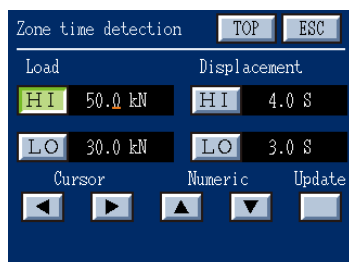 Zone time detection TOP ESC
Load Displacement
HI 50.0 kN HI 4.0 S
LO 30.0 kN LO 3.0 S
Cursor Numeric Update